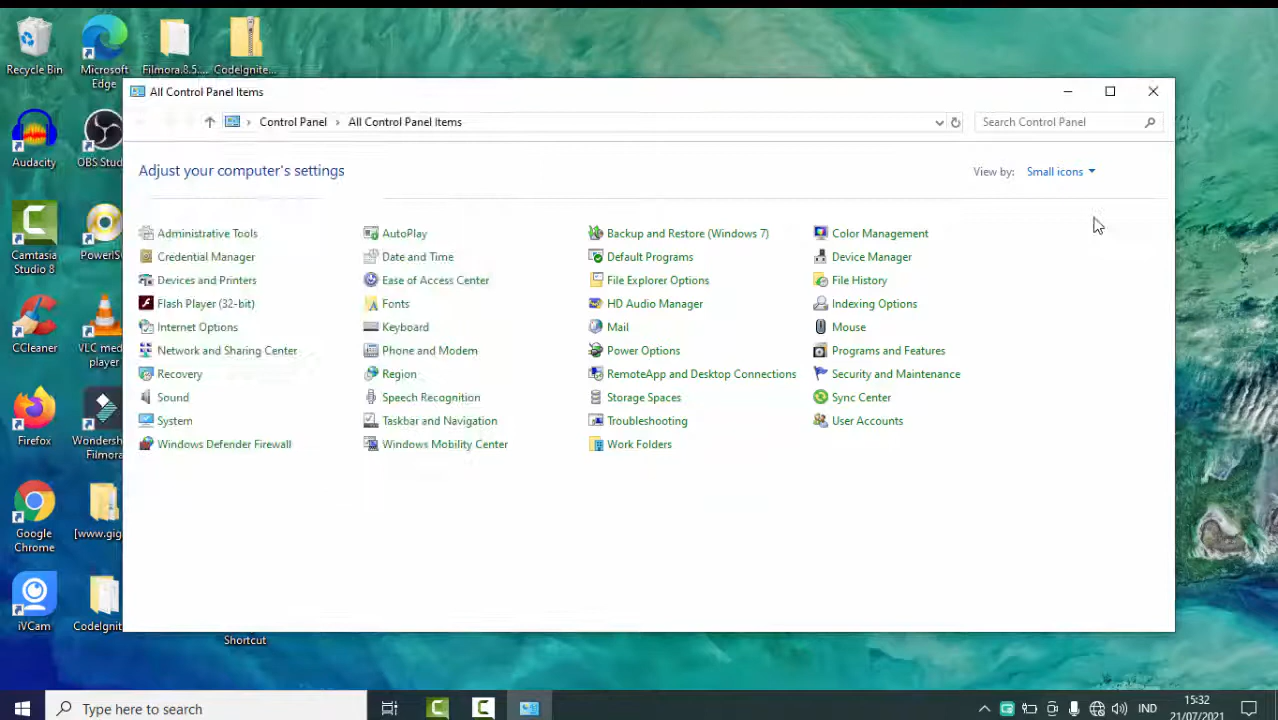 Recycle Bin
Microsoft
Edge
Filmora.8.5....
CodeIgnite...
Audacity
OBS Stud
Camtasia
Studio 8
PowerIS
CCleaner
VLC med
player
Firefox
Wondersh
Filmora
Google
Chrome
[www.gig
iVCam
CodeIgnit
Shortcut
All Control Panel Items
Control Panel › All Control Panel Items
Search Control Panel
Adjust your computer's settings
View by: Small icons
Administrative Tools
AutoPlay
Backup and Restore (Windows 7)
Color Management
Credential Manager
Date and Time
Default Programs
Device Manager
Devices and Printers
Ease of Access Center
File Explorer Options
File History
Flash Player (32-bit)
Fonts
HD Audio Manager
Indexing Options
Internet Options
Keyboard
Mail
Mouse
Network and Sharing Center
Phone and Modem
Power Options
Programs and Features
Recovery
Region
RemoteApp and Desktop Connections
Security and Maintenance
Sound
Speech Recognition
Storage Spaces
Sync Center
System
Taskbar and Navigation
Troubleshooting
User Accounts
Windows Defender Firewall
Windows Mobility Center
Work Folders
Type here to search
IND
15:32
21/07/2021